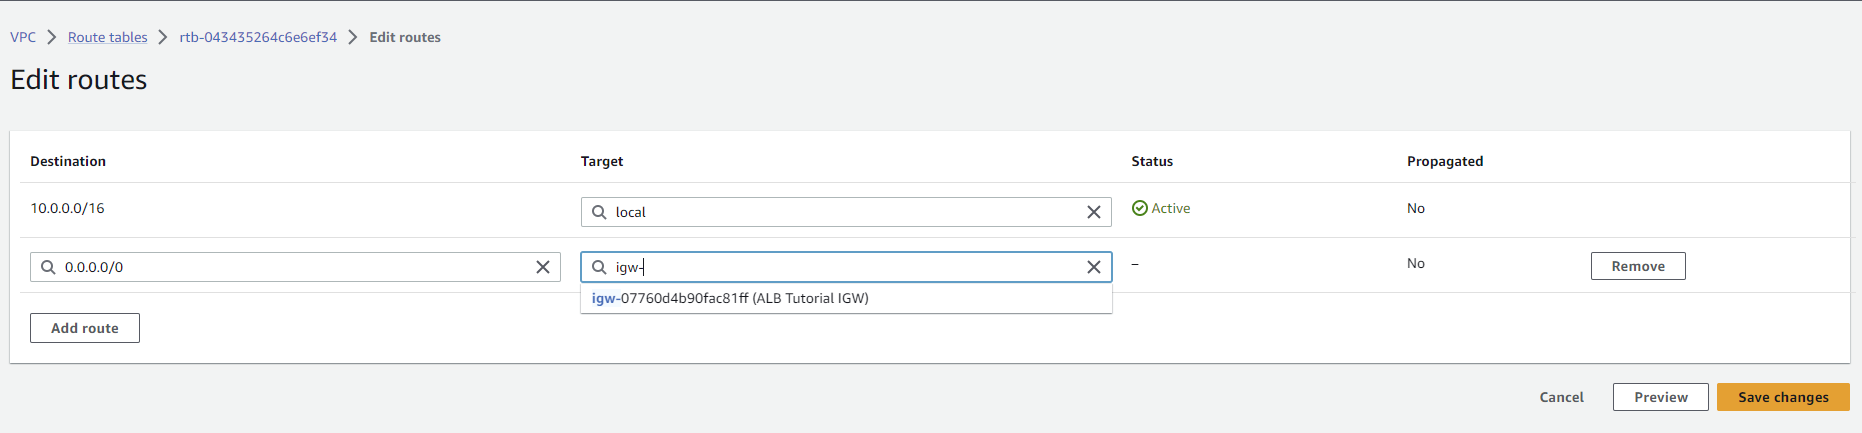 VPC > Route tables > rtb-043435264c6e6ef34 > Edit routes
Edit routes
Destination Target Status Propagated
10.0.0.0/16 local Active No
0.0.0.0/0 igw- – No Remove
igw-07760d4b90fac81ff (ALB Tutorial IGW)
Add route
Cancel Preview Save changes